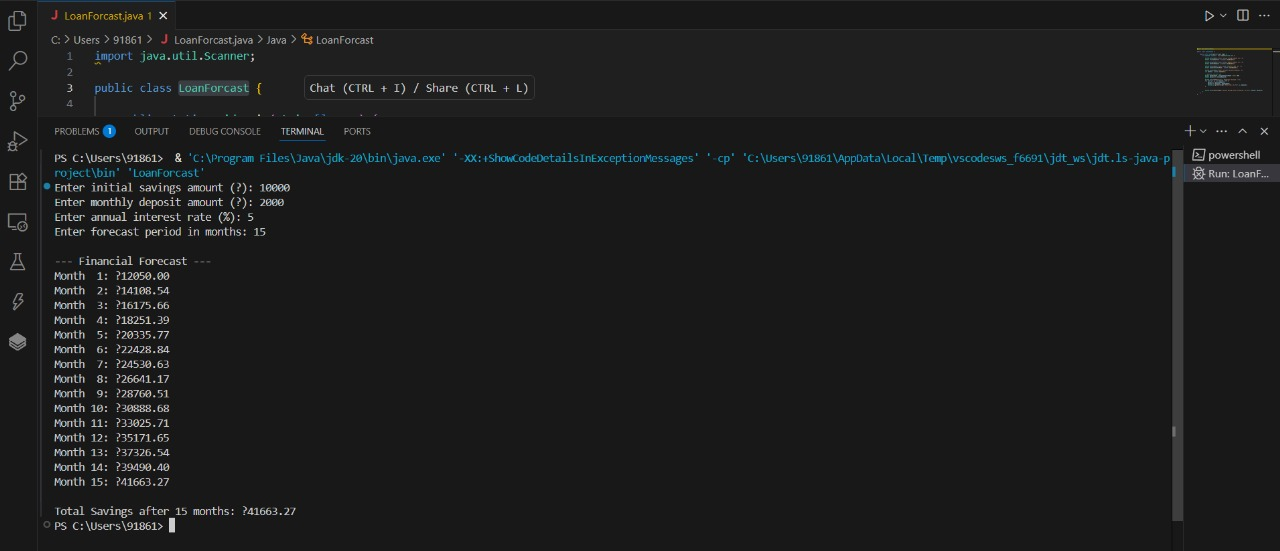 LoanForcast.java 1
C: > Users > 91861 > LoanForcast.java > Java > LoanForcast
1 import java.util.Scanner;
2
3 public class LoanForcast {
Chat (CTRL + I) / Share (CTRL + L)
4
PROBLEMS 1 OUTPUT DEBUG CONSOLE TERMINAL PORTS
powershell
Run: LoanF...
PS C:\Users\91861> & 'C:\Program Files\Java\jdk-20\bin\java.exe' '-XX:+ShowCodeDetailsInExceptionMessages' '-cp' 'C:\Users\91861\AppData\Local\Temp\vscodesws_f6691\jdt_ws\jdt.ls-java-p
roject\bin' 'LoanForcast'
Enter initial savings amount (?): 10000
Enter monthly deposit amount (?): 2000
Enter annual interest rate (%): 5
Enter forecast period in months: 15
--- Financial Forecast ---
Month 1: ?12050.00
Month 2: ?14108.54
Month 3: ?16175.66
Month 4: ?18251.39
Month 5: ?20335.77
Month 6: ?22428.84
Month 7: ?24530.63
Month 8: ?26641.17
Month 9: ?28760.51
Month 10: ?30888.68
Month 11: ?33025.71
Month 12: ?35171.65
Month 13: ?37326.54
Month 14: ?39490.40
Month 15: ?41663.27
Total Savings after 15 months: ?41663.27
PS C:\Users\91861>